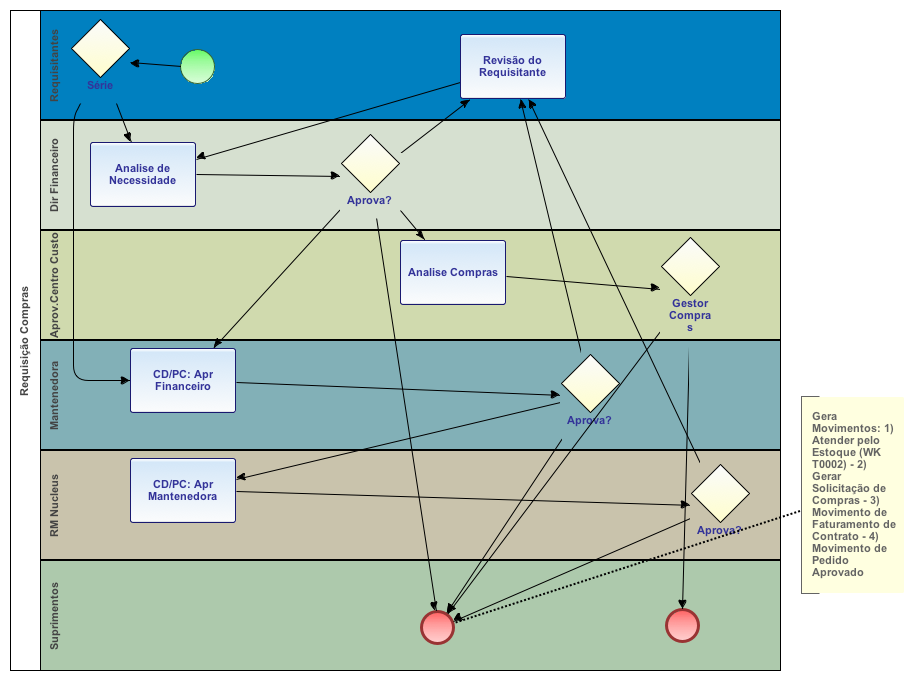 Requisição Compras
Requisitantes
Série
Revisão do
Requisitante
Dir Financeiro
Analise de
Necessidade
Aprova?
Aprov.Centro Custo
Analise Compras
Gestor
Compra
s
Mantenedora
CD/PC: Apr
Financeiro
Aprova?
RM Nucleus
CD/PC: Apr
Mantenedora
Aprova?
Suprimentos
Gera
Movimentos: 1)
Atender pelo
Estoque (WK
T0002) - 2)
Gerar
Solicitação de
Compras - 3)
Movimento de
Faturamento de
Contrato - 4)
Movimento de
Pedido
Aprovado